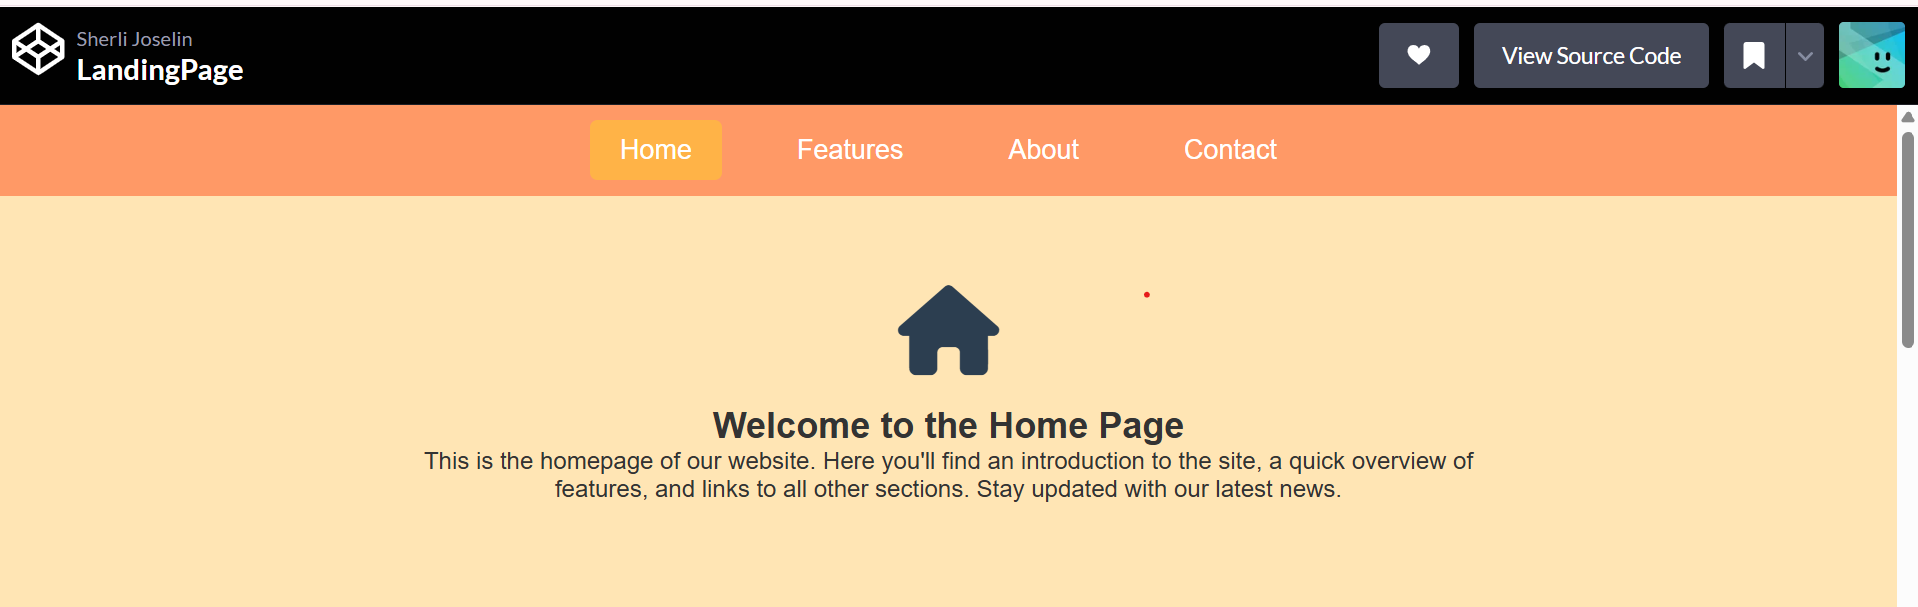 Sherli Joselin
LandingPage
View Source Code
Home Features About Contact
Welcome to the Home Page
This is the homepage of our website. Here you'll find an introduction to the site, a quick overview of
features, and links to all other sections. Stay updated with our latest news.